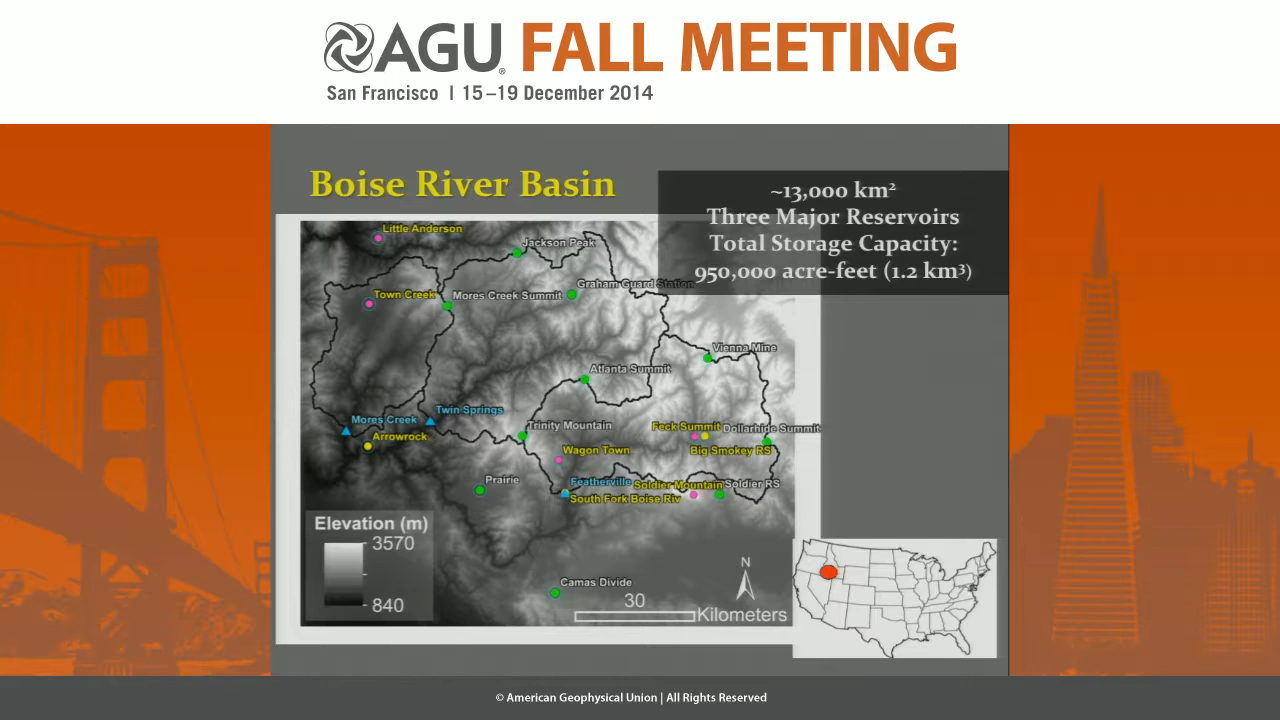 AGU FALL MEETING
San Francisco | 15–19 December 2014
Boise River Basin
~13,000 km²
Three Major Reservoirs
Total Storage Capacity:
950,000 acre-feet (1.2 km³)
Little Anderson
Jackson Peak
Graham Guard Station
Town Creek
Mores Creek Summit
Vienna Mine
Atlanta Summit
Twin Springs
Mores Creek
Trinity Mountain
Feck Summit
Dollarhide Summit
Arrowrock
Wagon Town
Big Smokey RS
Prairie
Featherville
Soldier Mountain
Soldier RS
South Fork Boise Riv
Elevation (m)
3570
840
Camas Divide
N
30
Kilometers
© American Geophysical Union | All Rights Reserved